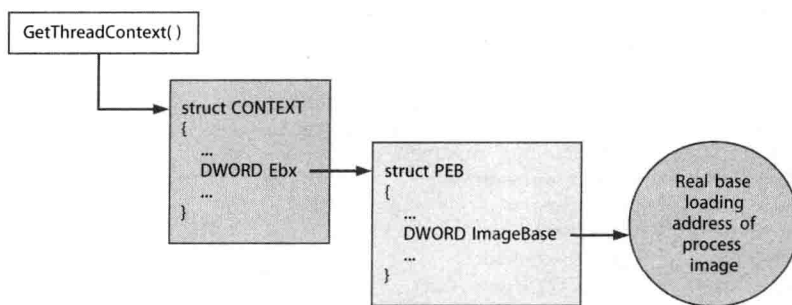 GetThreadContext( )
struct CONTEXT
{
...
DWORD Ebx
...
}
struct PEB
{
...
DWORD ImageBase
...
}
Real base
loading
address of
process
image